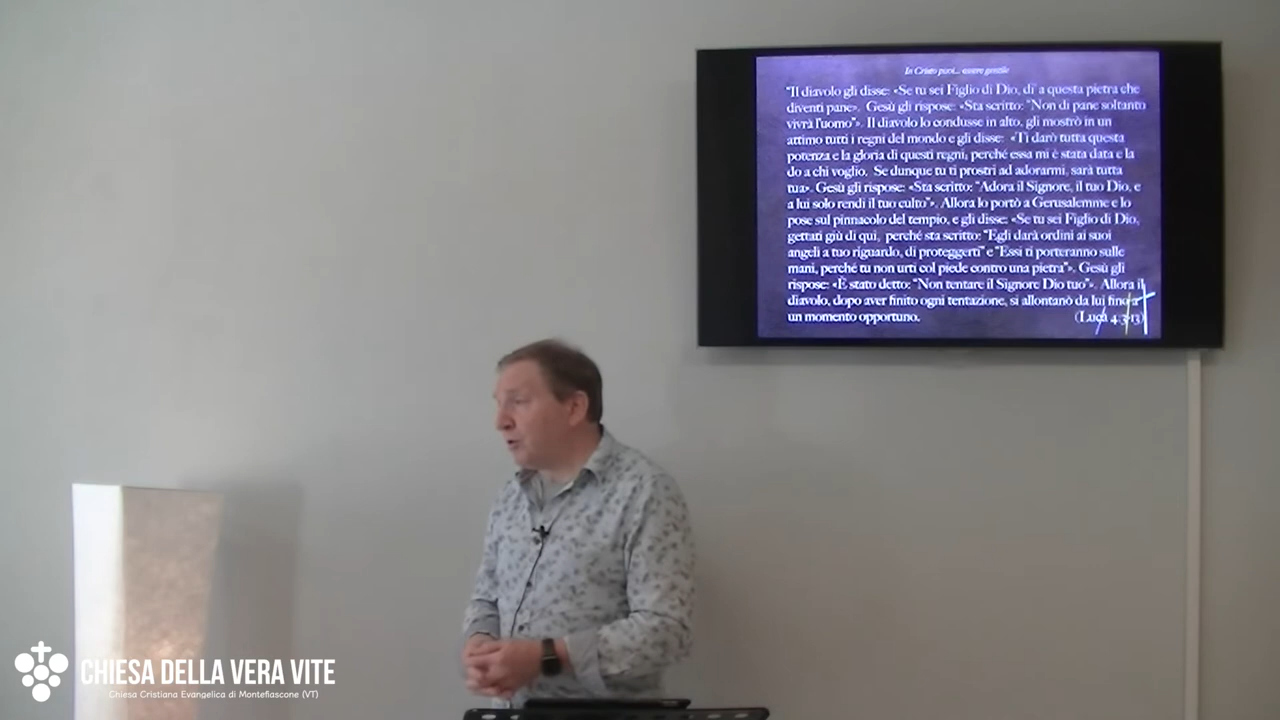 In Cristo puoi... essere gentile
"Il diavolo gli disse: «Se tu sei Figlio di Dio, di' a questa pietra che
diventi pane». Gesù gli rispose: «Sta scritto: "Non di pane soltanto
vivrà l'uomo"». Il diavolo lo condusse in alto, gli mostrò in un
attimo tutti i regni del mondo e gli disse: «Ti darò tutta questa
potenza e la gloria di questi regni; perché essa mi è stata data e la
do a chi voglio. Se dunque tu ti prostri ad adorarmi, sarà tutta
tua». Gesù gli rispose: «Sta scritto: "Adora il Signore, il tuo Dio, e
a lui solo rendi il tuo culto"». Allora lo portò a Gerusalemme e lo
pose sul pinnacolo del tempio, e gli disse: «Se tu sei Figlio di Dio,
gettati giù di qui, perché sta scritto: "Egli darà ordini ai suoi
angeli a tuo riguardo, di proteggerti" e "Essi ti porteranno sulle
mani, perché tu non urti col piede contro una pietra"». Gesù gli
rispose: «È stato detto: "Non tentare il Signore Dio tuo"». Allora il
diavolo, dopo aver finito ogni tentazione, si allontanò da lui fino a
un momento opportuno. (Luca 4:3-13)
CHIESA DELLA VERA VITE
Chiesa Cristiana Evangelica di Montefiascone (VT)